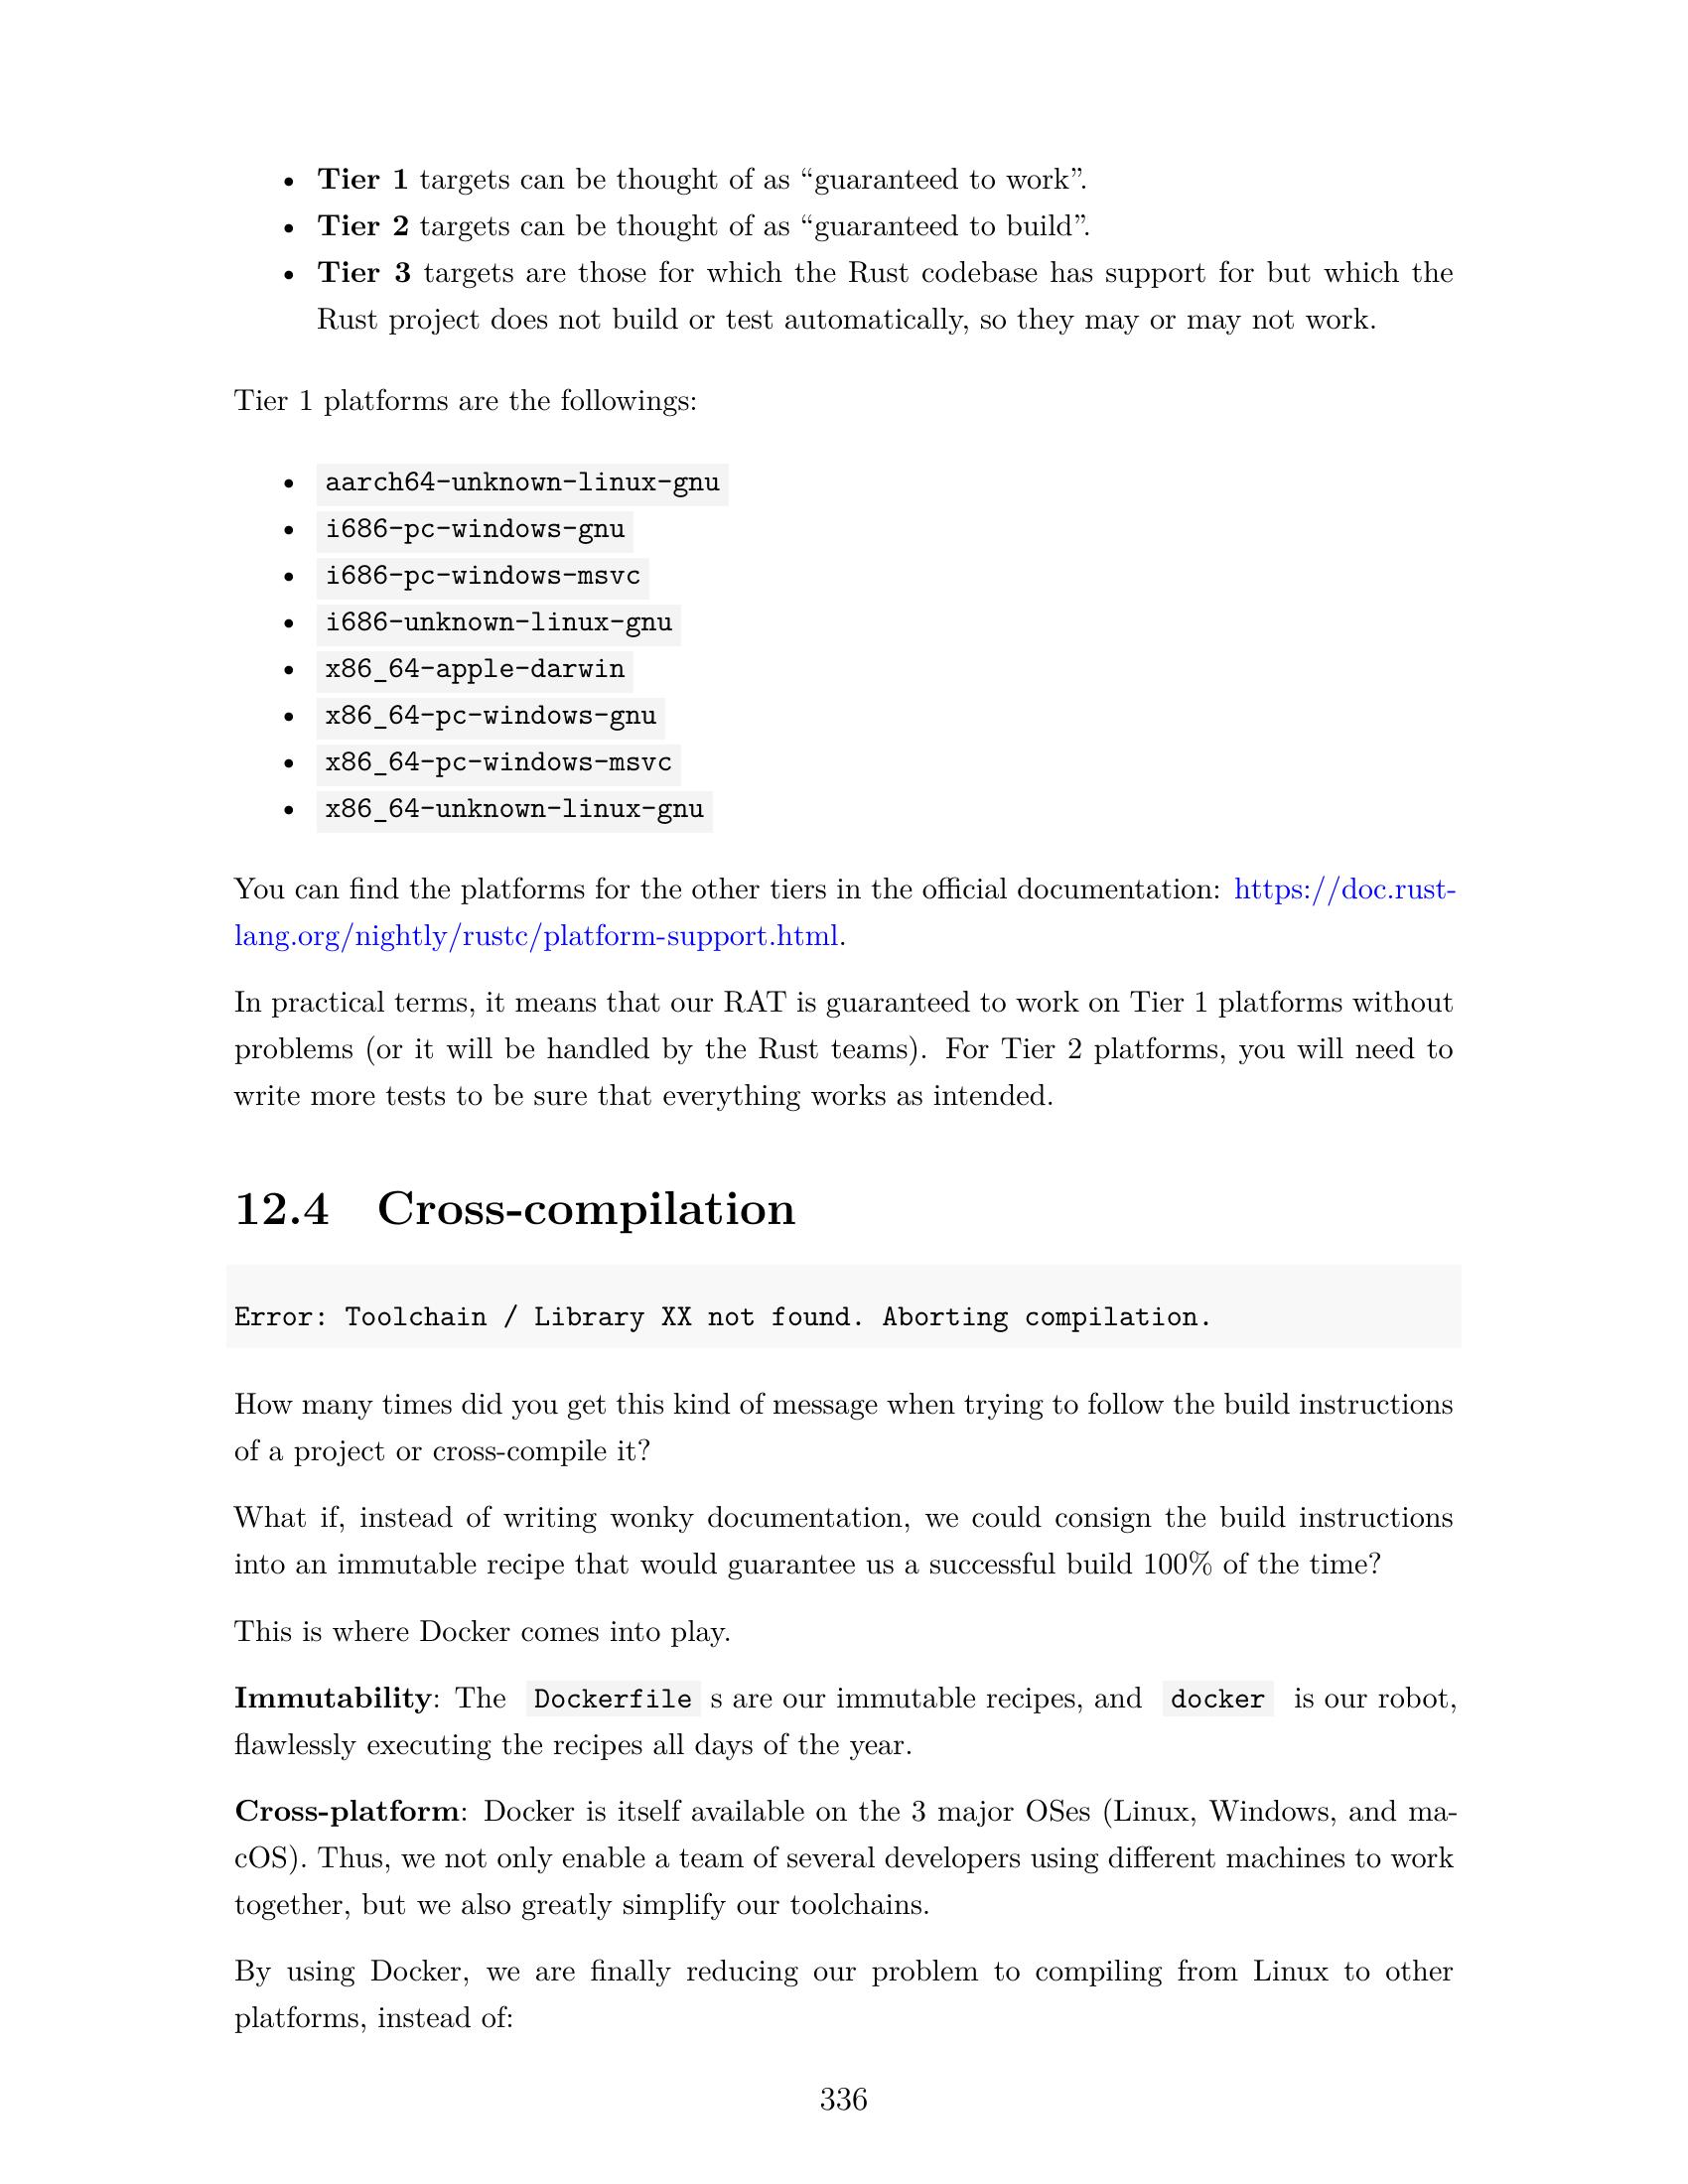 • Tier 1 targets can be thought of as “guaranteed to work”.
• Tier 2 targets can be thought of as “guaranteed to build”.
• Tier 3 targets are those for which the Rust codebase has support for but which the
Rust project does not build or test automatically, so they may or may not work.
Tier 1 platforms are the followings:
• aarch64-unknown-linux-gnu
• i686-pc-windows-gnu
• i686-pc-windows-msvc
• i686-unknown-linux-gnu
• x86_64-apple-darwin
• x86_64-pc-windows-gnu
• x86_64-pc-windows-msvc
• x86_64-unknown-linux-gnu
You can find the platforms for the other tiers in the official documentation: https://doc.rust-
lang.org/nightly/rustc/platform-support.html.
In practical terms, it means that our RAT is guaranteed to work on Tier 1 platforms without
problems (or it will be handled by the Rust teams). For Tier 2 platforms, you will need to
write more tests to be sure that everything works as intended.
12.4 Cross-compilation
Error: Toolchain / Library XX not found. Aborting compilation.
How many times did you get this kind of message when trying to follow the build instructions
of a project or cross-compile it?
What if, instead of writing wonky documentation, we could consign the build instructions
into an immutable recipe that would guarantee us a successful build 100% of the time?
This is where Docker comes into play.
Immutability: The Dockerfile s are our immutable recipes, and docker is our robot,
flawlessly executing the recipes all days of the year.
Cross-platform: Docker is itself available on the 3 major OSes (Linux, Windows, and ma-
cOS). Thus, we not only enable a team of several developers using different machines to work
together, but we also greatly simplify our toolchains.
By using Docker, we are finally reducing our problem to compiling from Linux to other
platforms, instead of:
336